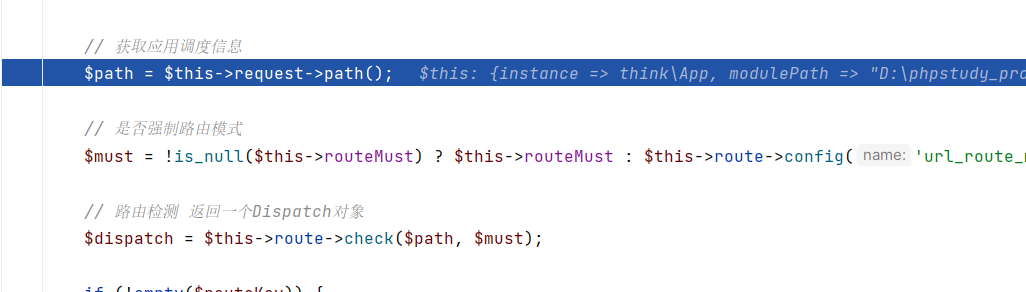 // 获取应用调度信息
$path = $this->request->path(); $this: {instance => think\App, modulePath => "D:\phpstudy_pro
// 是否强制路由模式
$must = !is_null($this->routeMust) ? $this->routeMust : $this->route->config( name: 'url_route_
// 路由检测 返回一个Dispatch对象
$dispatch = $this->route->check($path, $must);
if (!empty($routeKey)) {